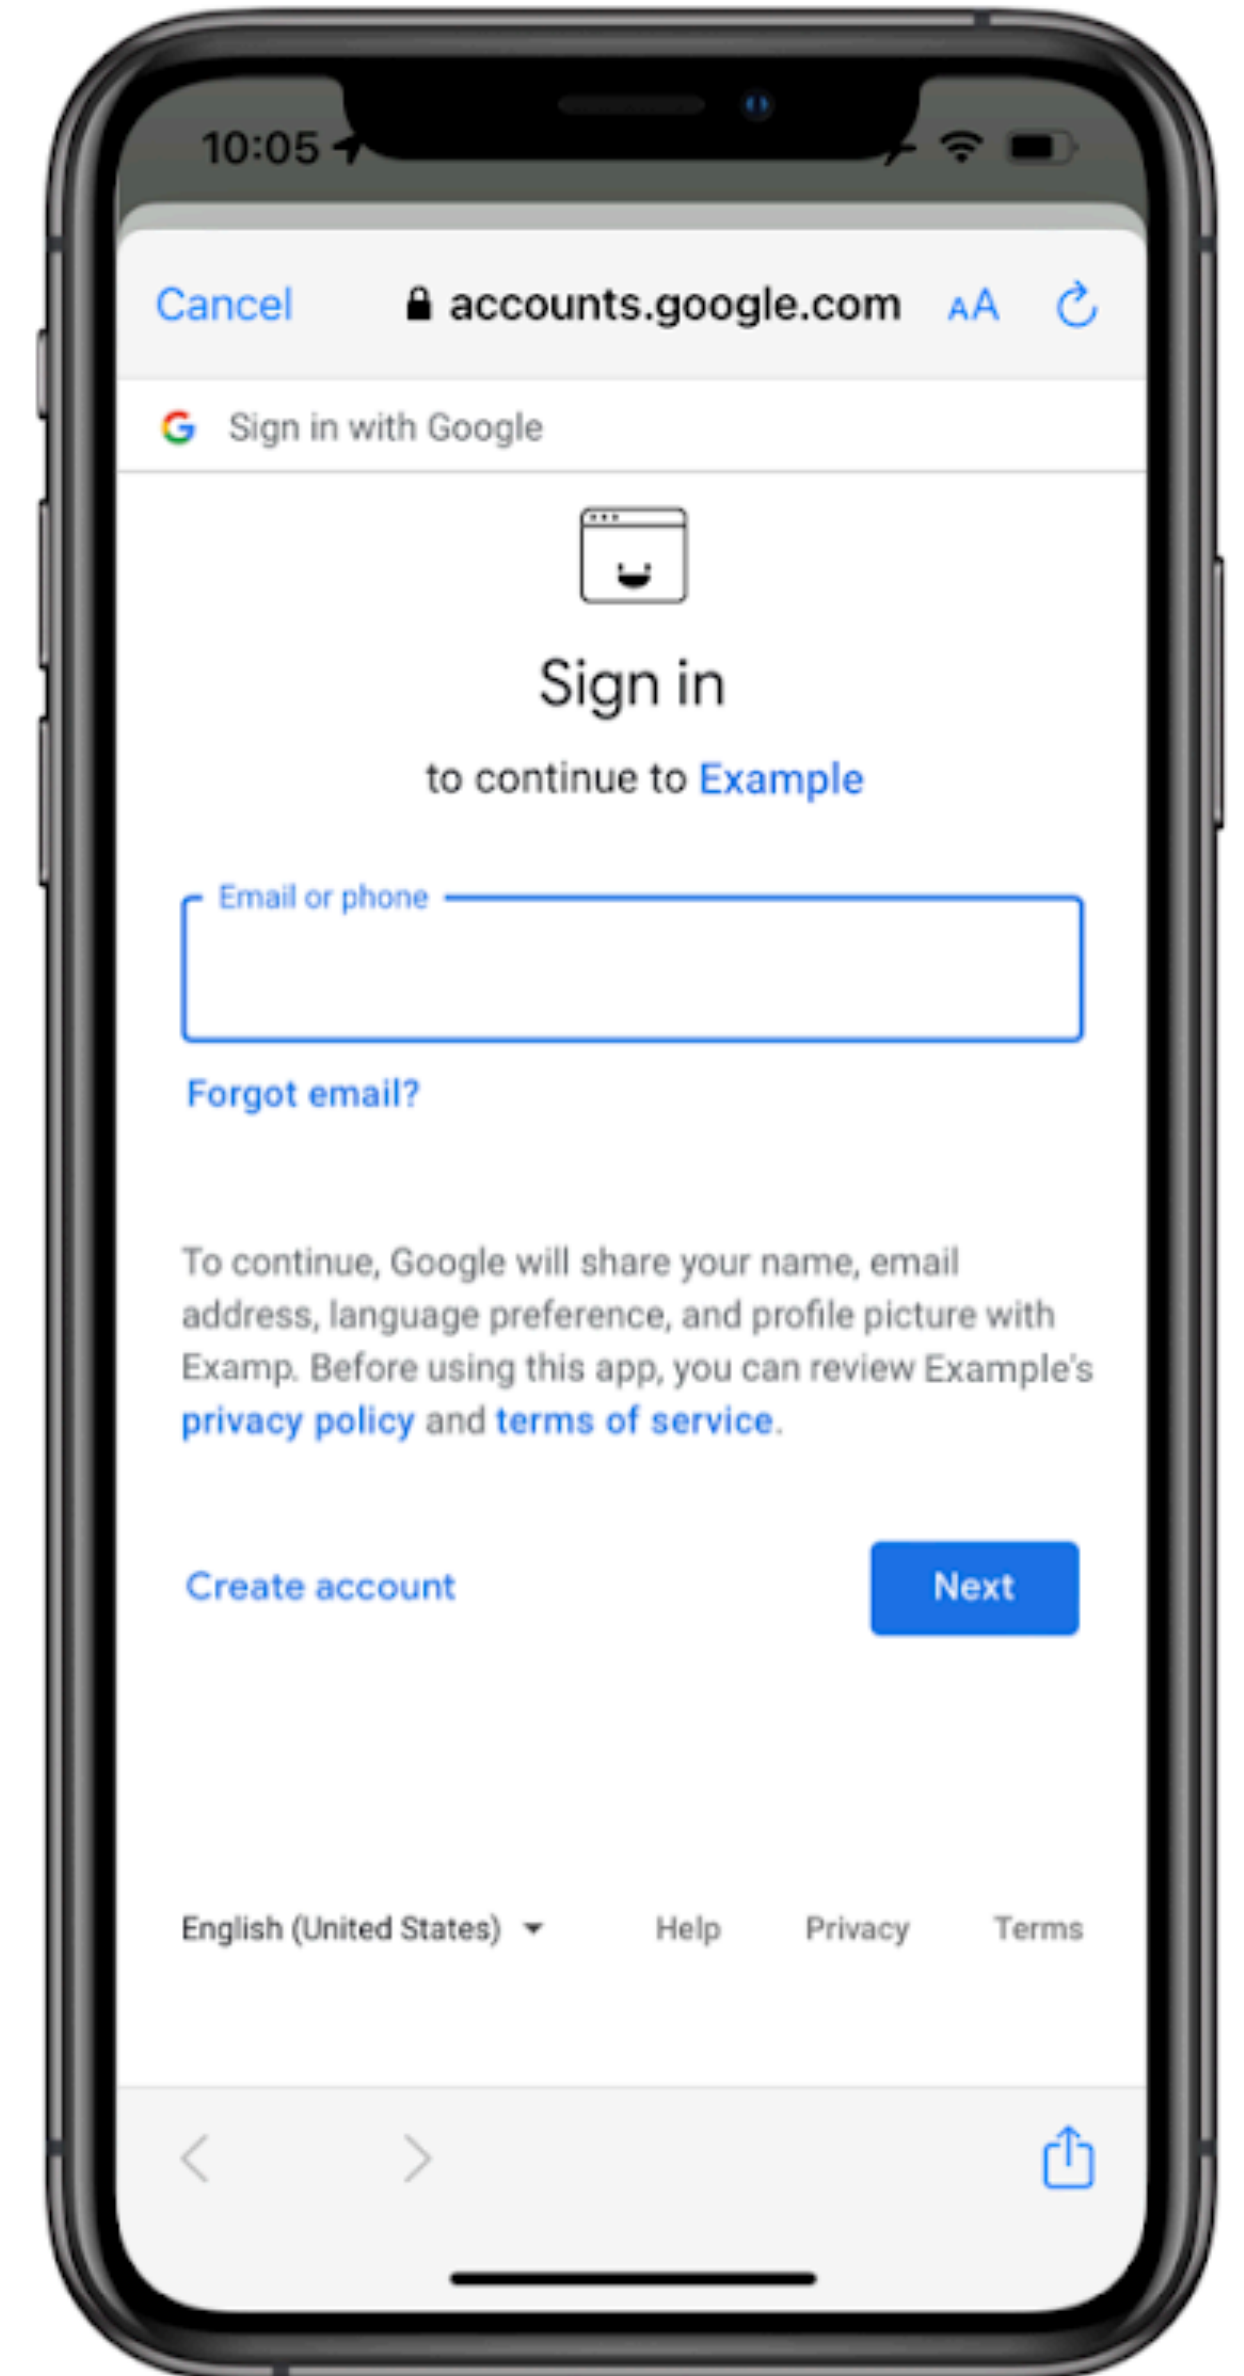 10:05
Cancel accounts.google.com AA
Sign in with Google
Sign in
to continue to Example
Email or phone
Forgot email?
To continue, Google will share your name, email
address, language preference, and profile picture with
Examp. Before using this app, you can review Example's
privacy policy and terms of service.
Create account Next
English (United States) Help Privacy Terms